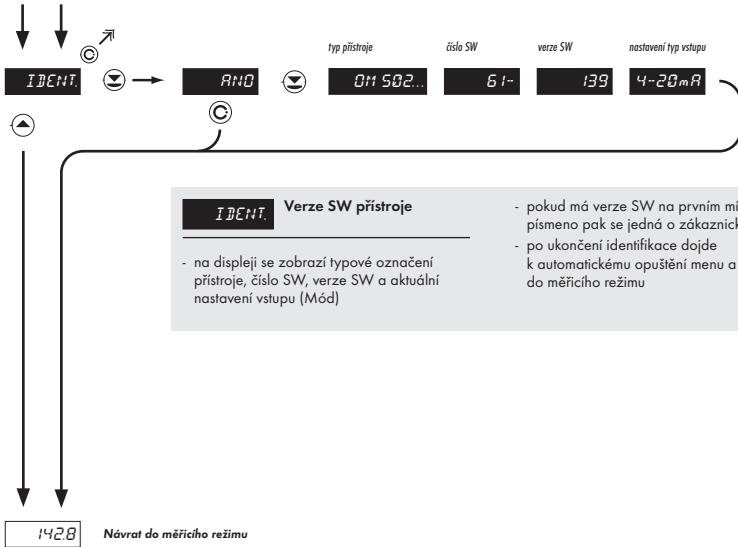 typ přístroje číslo SW verze SW nastavení typ vstupu
IDENT. ANO OM 502... 61- 139 4-20mA
IDENT. Verze SW přístroje
- na displeji se zobrazí typové označení
přístroje, číslo SW, verze SW a aktuální
nastavení vstupu (Mód)
- pokud má verze SW na prvním
písmeno pak se jedná o
- po ukončení identifikace dojde
k automatickému opuštění menu a
do měřicího režimu
142.8 Návrat do měřicího režimu